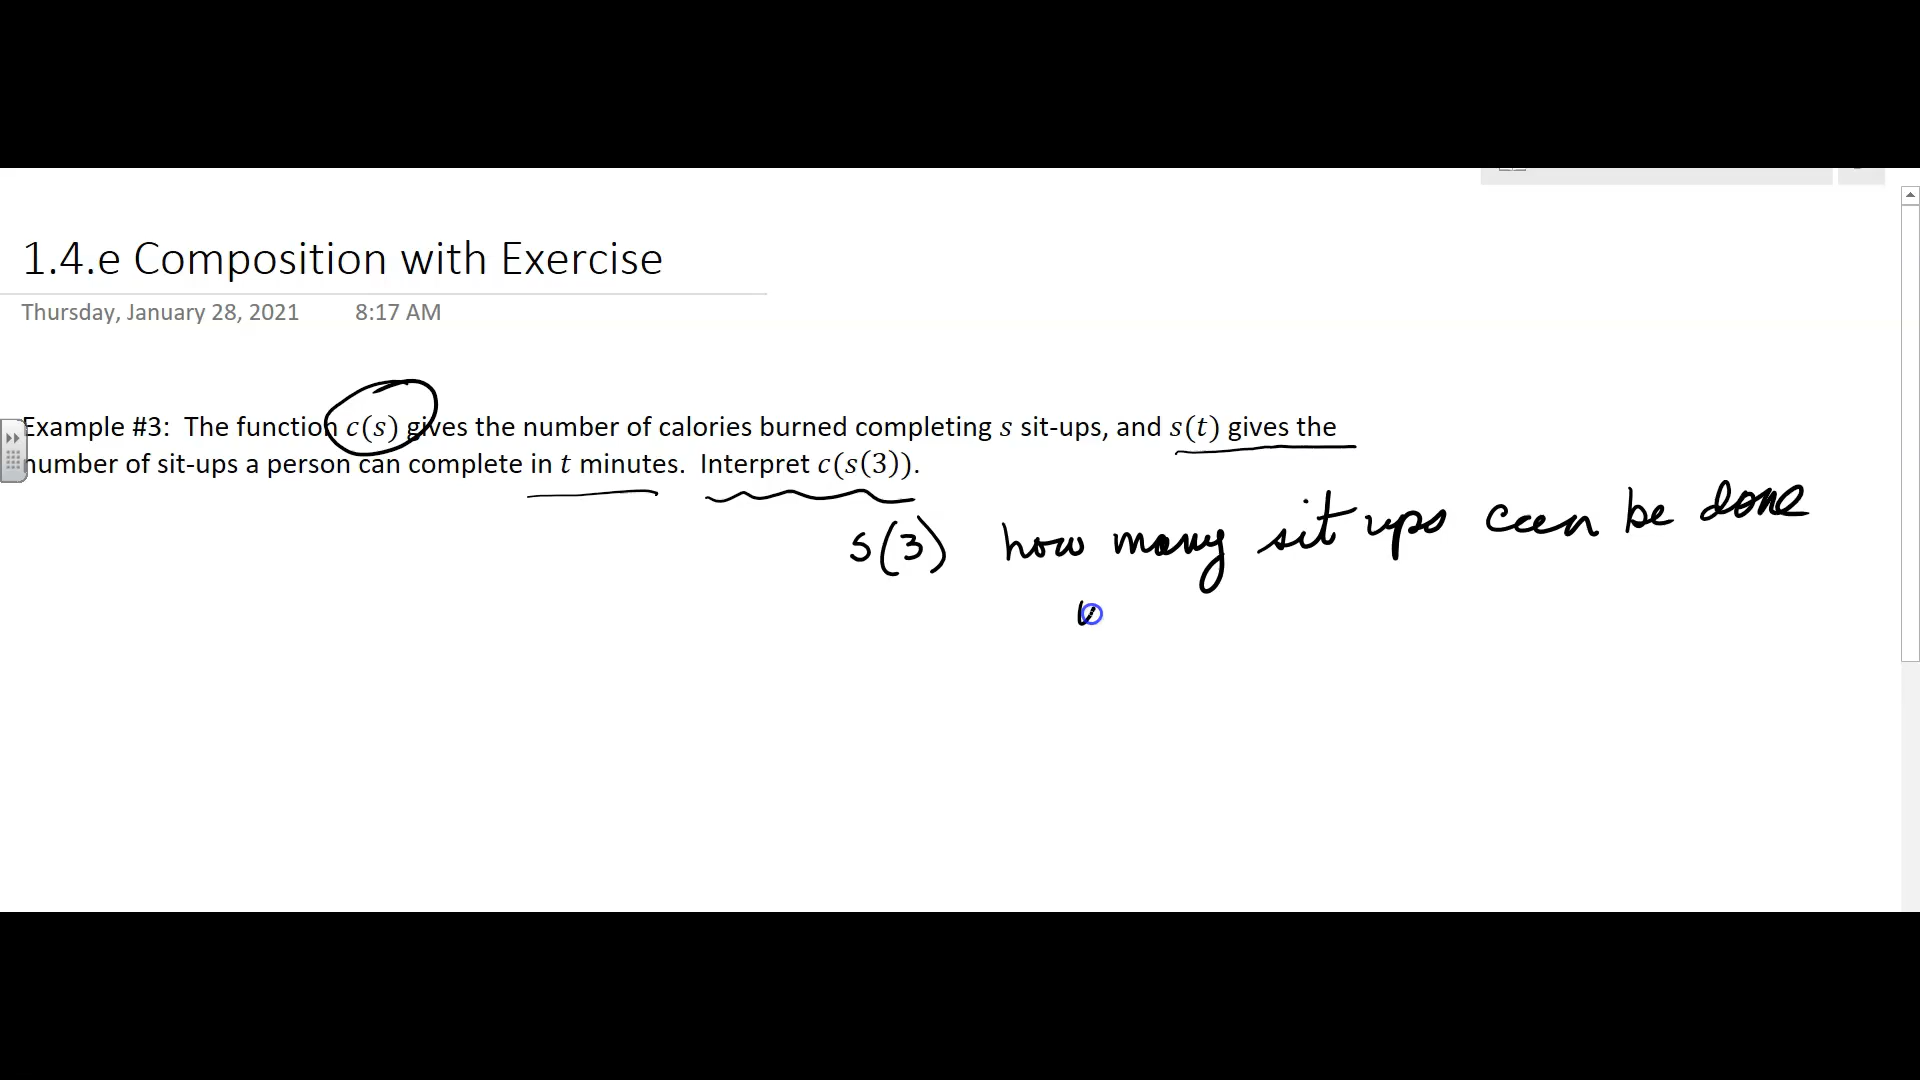 1.4.e Composition with Exercise
Thursday, January 28, 2021 8:17 AM
Example #3: The function c(s) gives the number of calories burned completing s sit-ups, and s(t) gives the
number of sit-ups a person can complete in t minutes. Interpret c(s(3)).
s(3) how many sit ups can be done